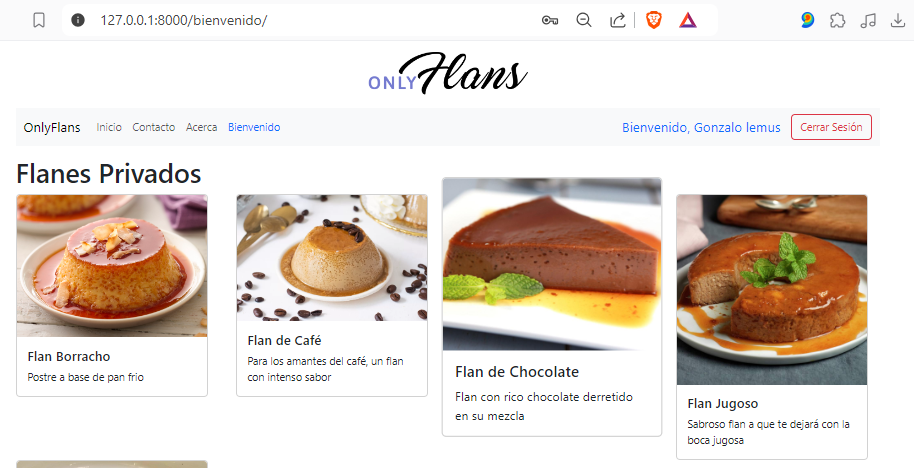 127.0.0.1:8000/bienvenido/
ONLY Flans
OnlyFlans Inicio Contacto Acerca Bienvenido Bienvenido, Gonzalo lemus Cerrar Sesión
Flanes Privados
Flan Borracho
Postre a base de pan frio
Flan de Café
Para los amantes del café, un flan
con intenso sabor
Flan de Chocolate
Flan con rico chocolate derretido
en su mezcla
Flan Jugoso
Sabroso flan a que te dejará con la
boca jugosa